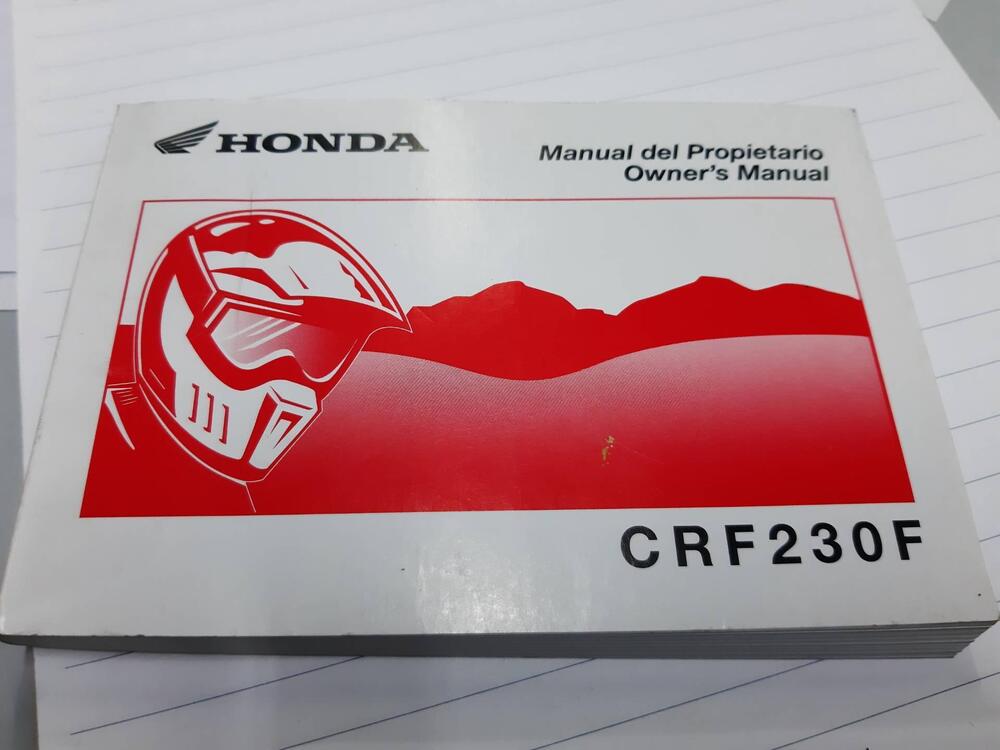 HONDA
Manual del Propietario
Owner's Manual
CRF230F